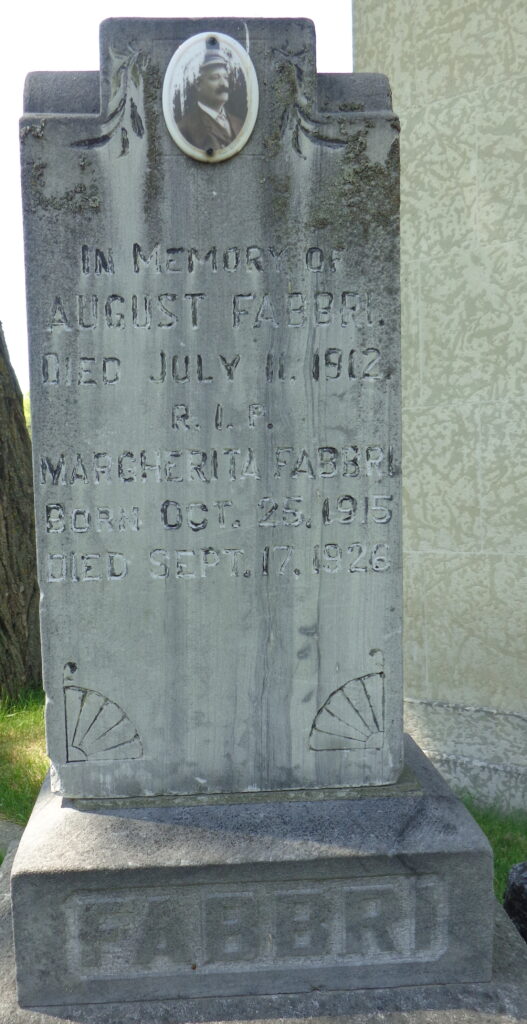 IN MEMORY OF
AUGUST FABBRI.
DIED JULY 11. 1912.
R. I. P.
MARGHERITA FABBRI
BORN OCT. 25. 1915
DIED SEPT. 17. 1926
FABBRI